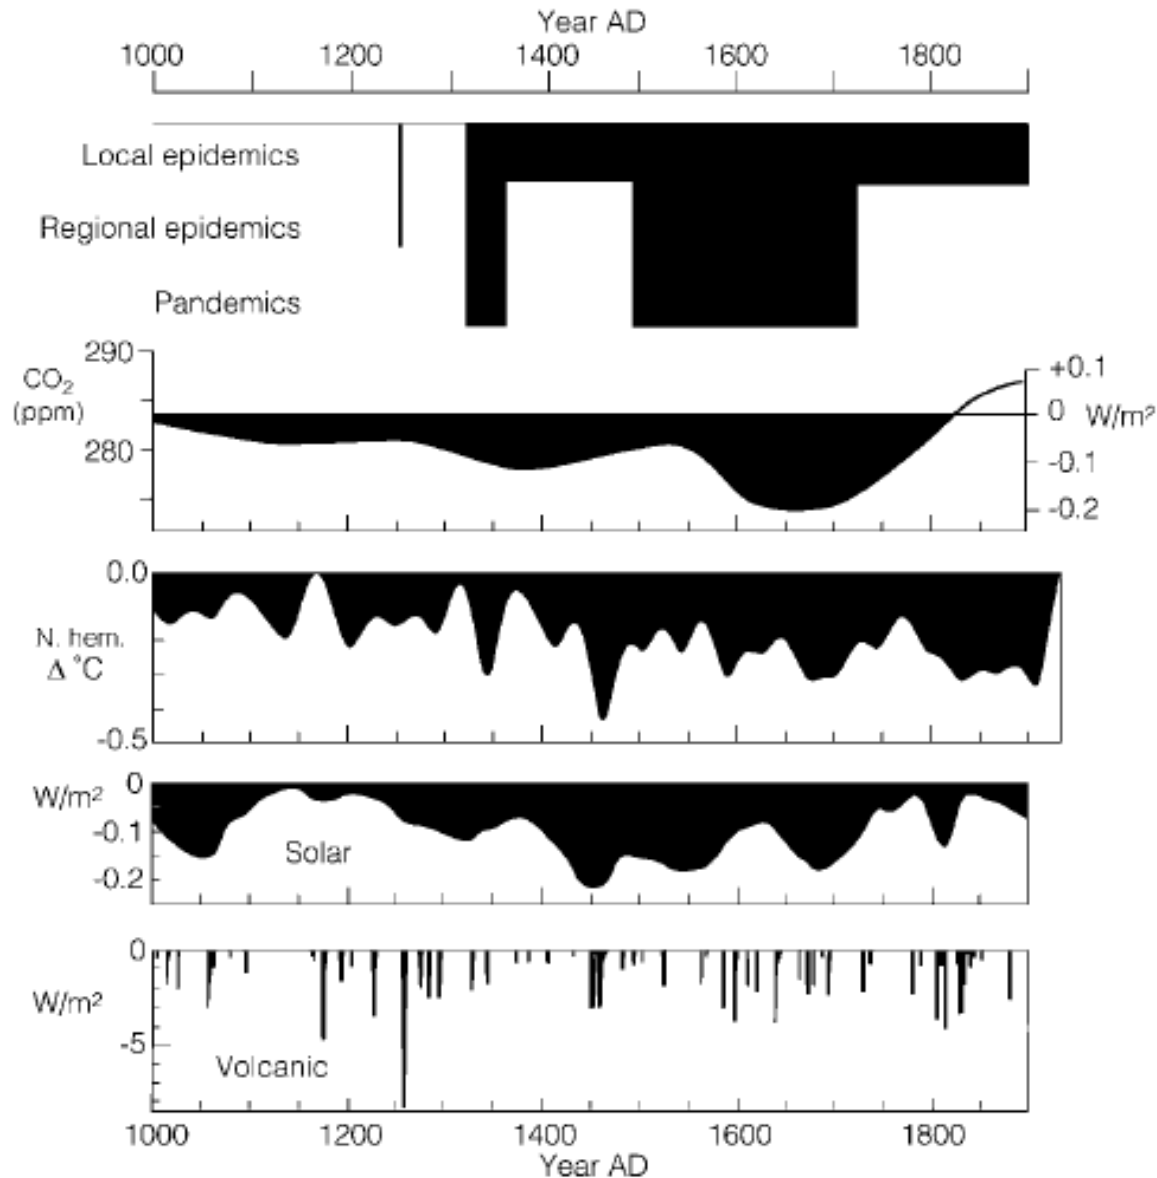 Year AD
1000 1200 1400 1600 1800
Local epidemics
Regional epidemics
Pandemics
290
CO₂
(ppm)
280
+0.1
0 W/m²
-0.1
-0.2
0.0
N. hem.
Δ °C
-0.5
W/m² 0
-0.1
-0.2
Solar
0
W/m²
-5
Volcanic
1000 1200 1400 1600 1800
Year AD